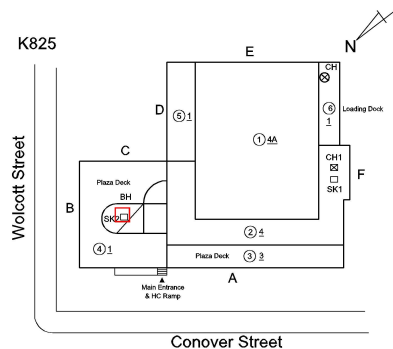 K825
E
N
CH
D
⑤ 1
① 4A
⑥
1
Loading Dock
C
CH1
SK1
F
Plaza Deck
B
BH
SK2
④ 1
② 4
Plaza Deck ③ 3
A
Main Entrance
& HC Ramp
Wolcott Street
Conover Street